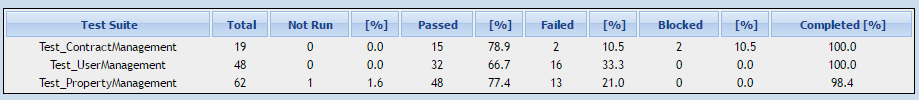 Test Suite Total Not Run [%] Passed [%] Failed [%] Blocked [%] Completed [%]
Test_ContractManagement 19 0 0.0 15 78.9 2 10.5 2 10.5 100.0
Test_UserManagement 48 0 0.0 32 66.7 16 33.3 0 0.0 100.0
Test_PropertyManagement 62 1 1.6 48 77.4 13 21.0 0 0.0 98.4